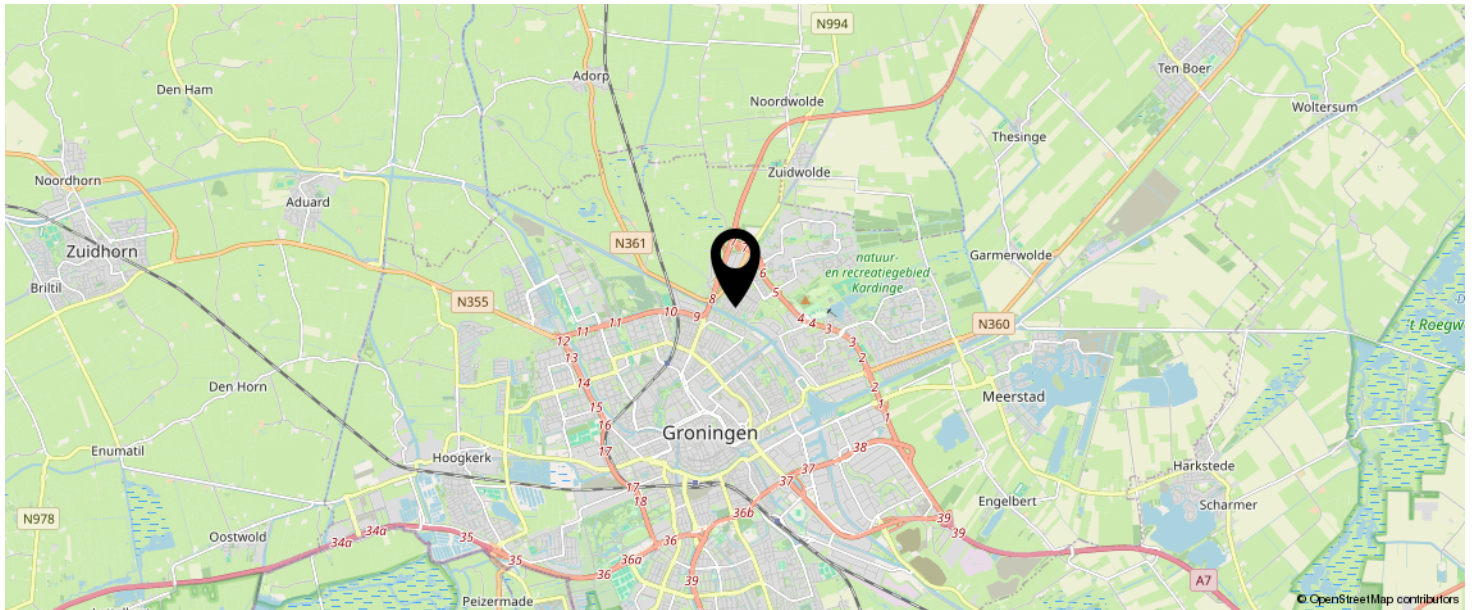 N994
Ten Boer
Adorp
Den Ham
Noordwolde
Woltersum
Thesinge
Zuidwolde
Noordhorn
Aduard
N361
Zuidhorn
7
7
natuur-
en recreatiegebied
Kardinge
Garmerwolde
6
Briltil
5
N355
8
't Roegw
10
9
11
11
4
4
3
N360
12
3
13
2
Den Horn
14
2
Meerstad
15
1
16
1
Groningen
Enumatil
17
38
Hoogkerk
37
Harkstede
37
17
18
Engelbert
Scharmer
N978
36b
39
34a
34a
35
36
39
Oostwold
35
36a
36
39
A7
Peizermade
© OpenStreetMap contributors